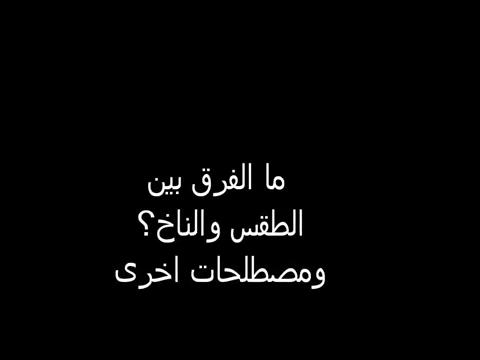 ما الفرق بين
الطقس والناخ؟
ومصطلحات اخرى